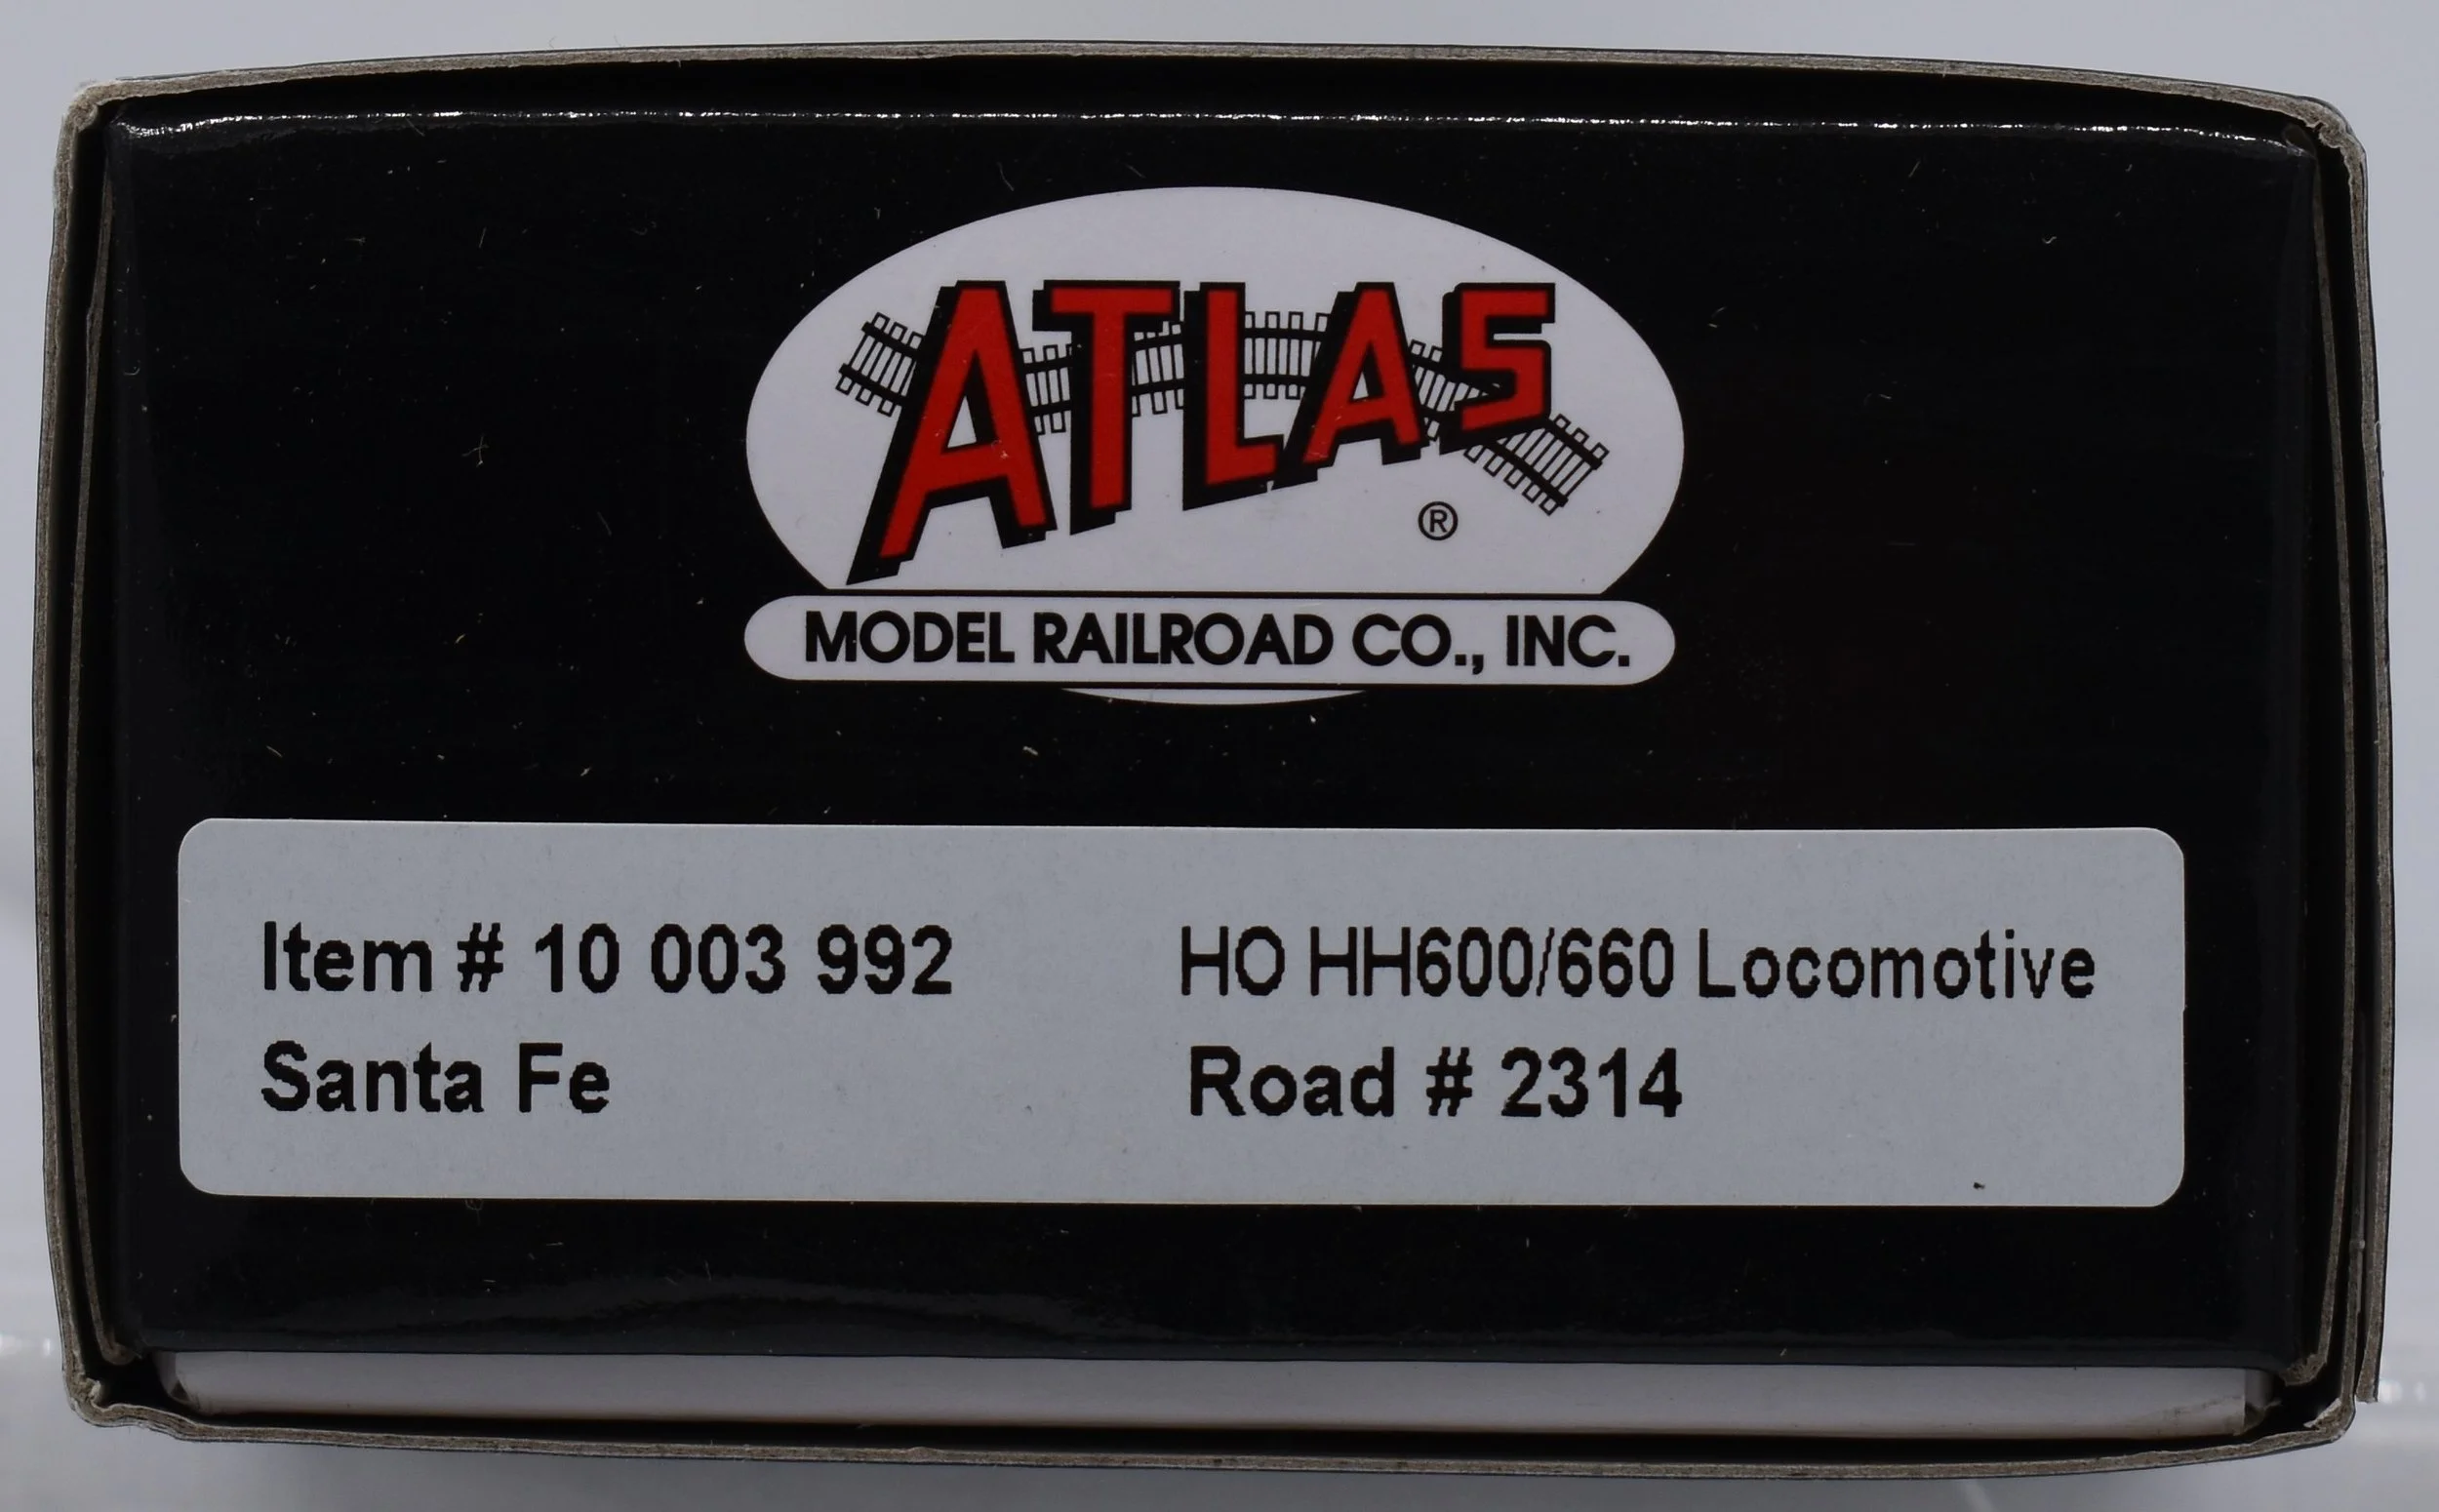 ATLAS
®
MODEL RAILROAD CO., INC.
Item # 10 003 992 HO HH600/660 Locomotive
Santa Fe Road # 2314